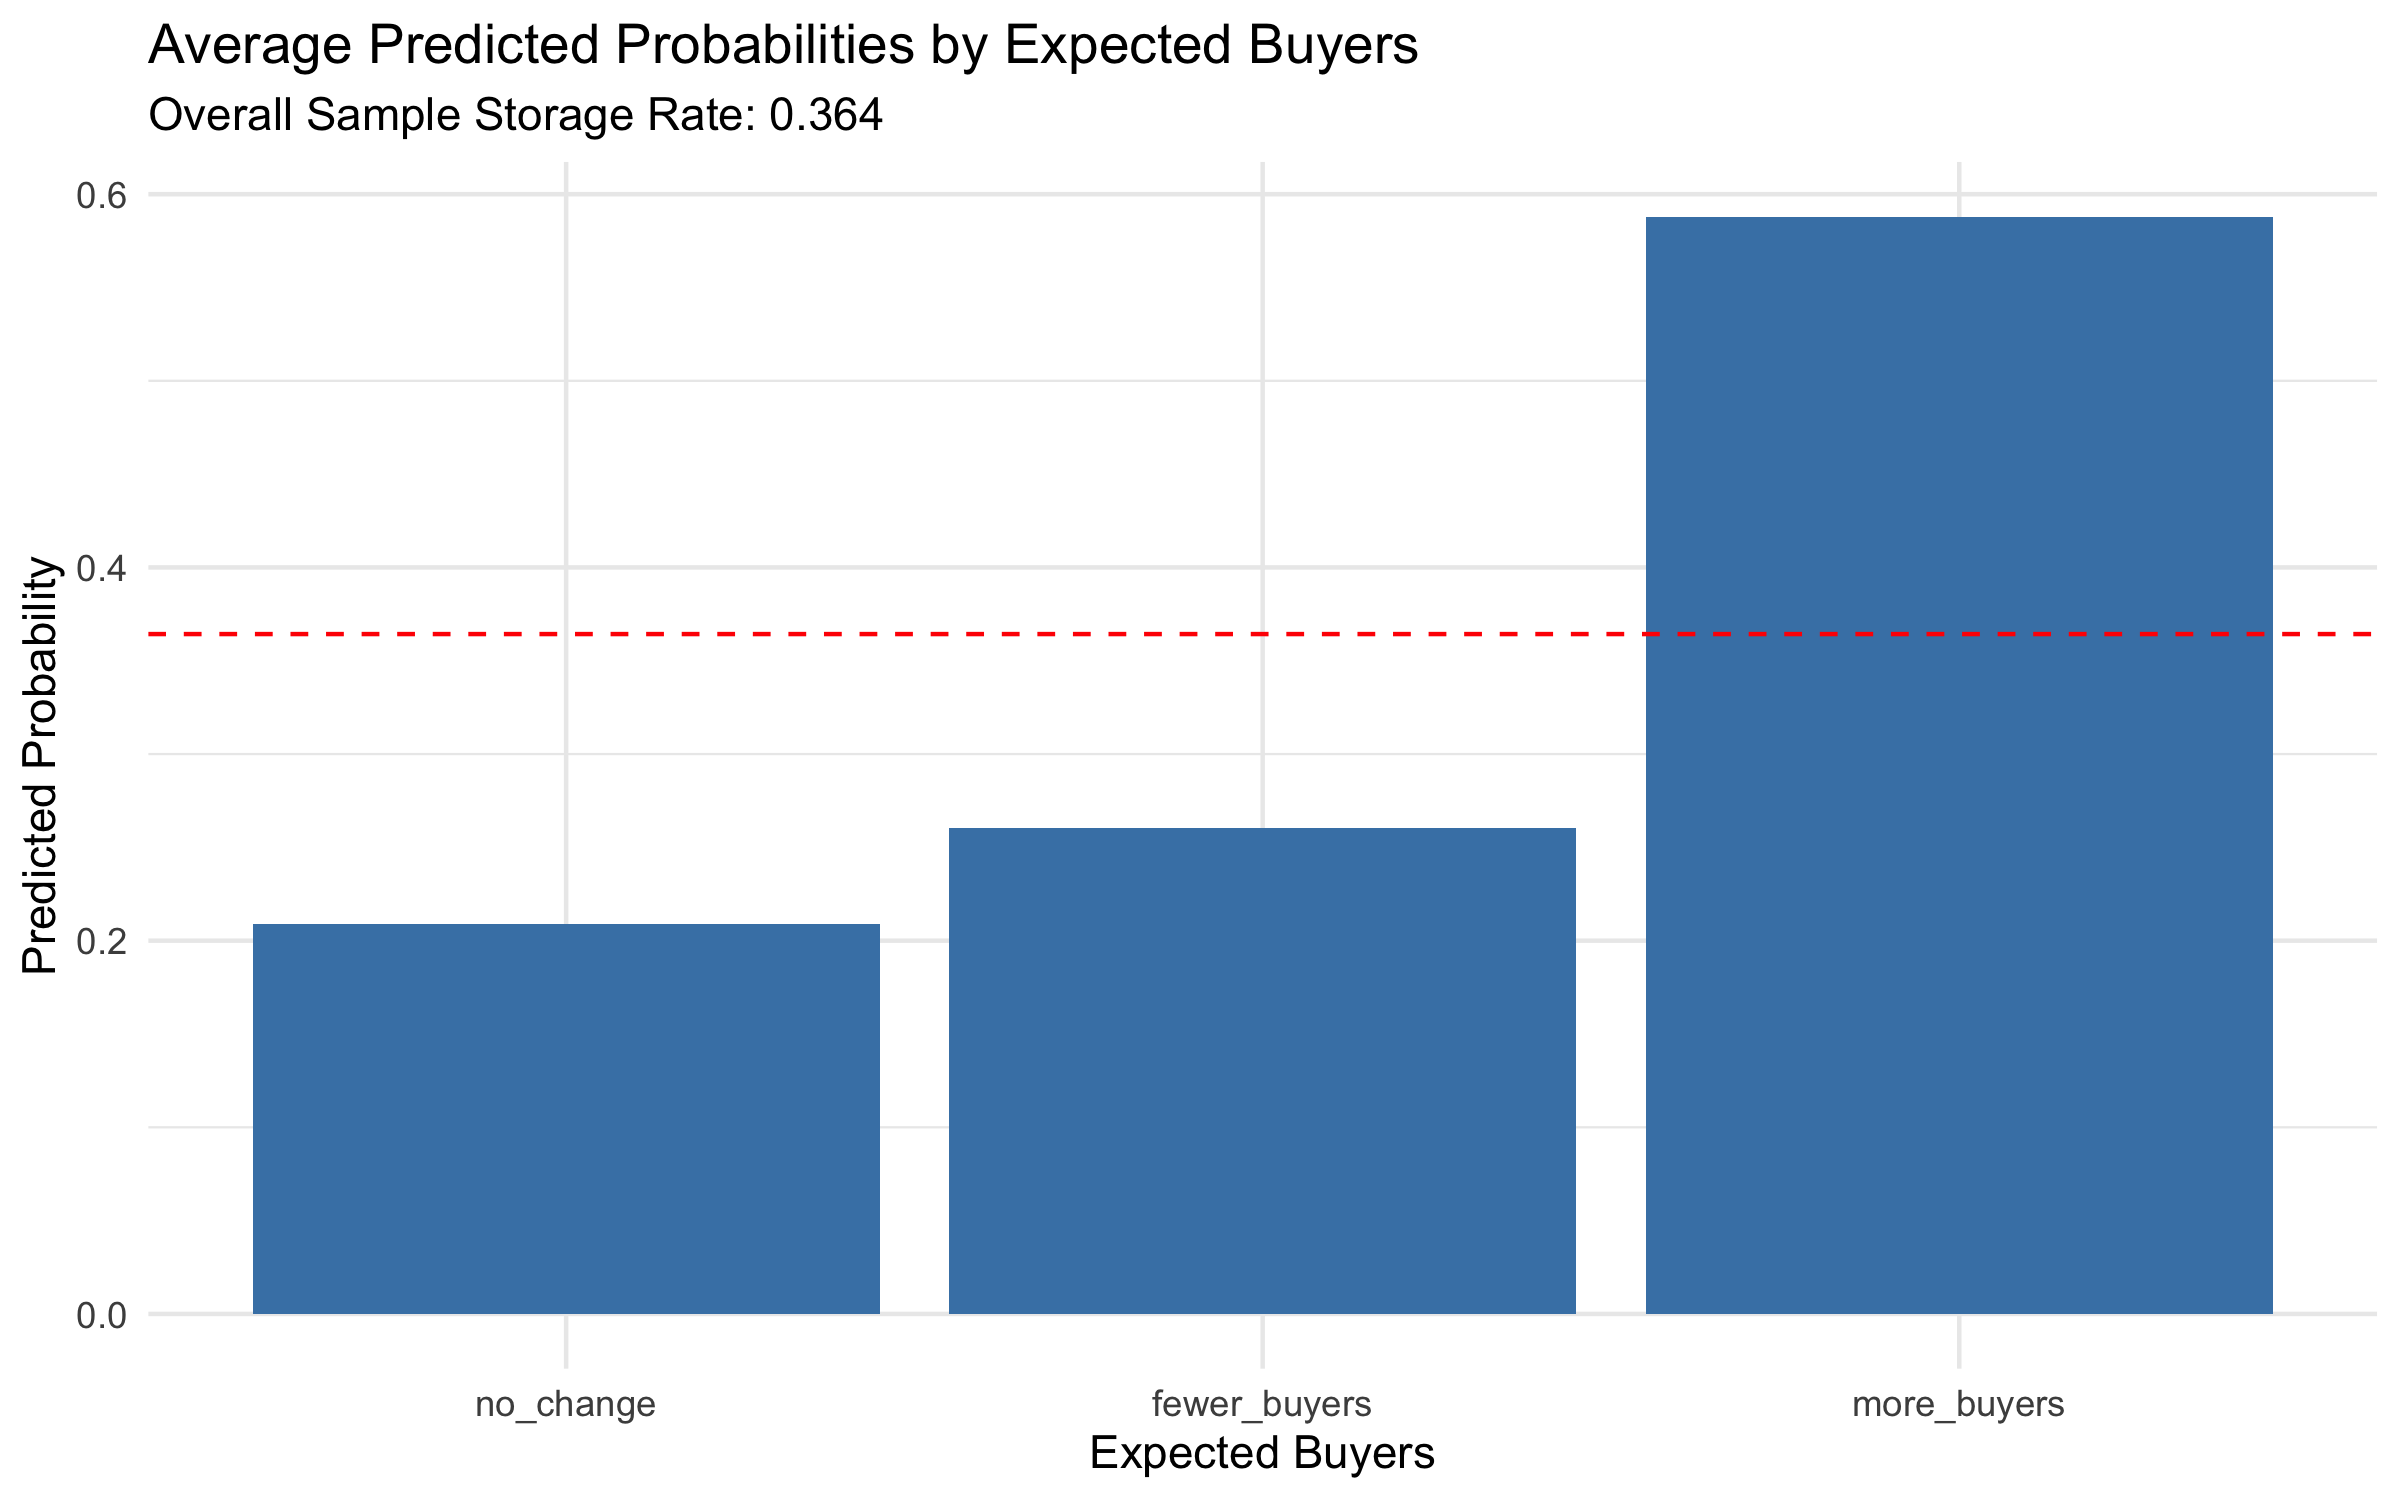 Average Predicted Probabilities by Expected Buyers
Overall Sample Storage Rate: 0.364
Predicted Probability
0.6
0.4
0.2
0.0
no_change
fewer_buyers
more_buyers
Expected Buyers